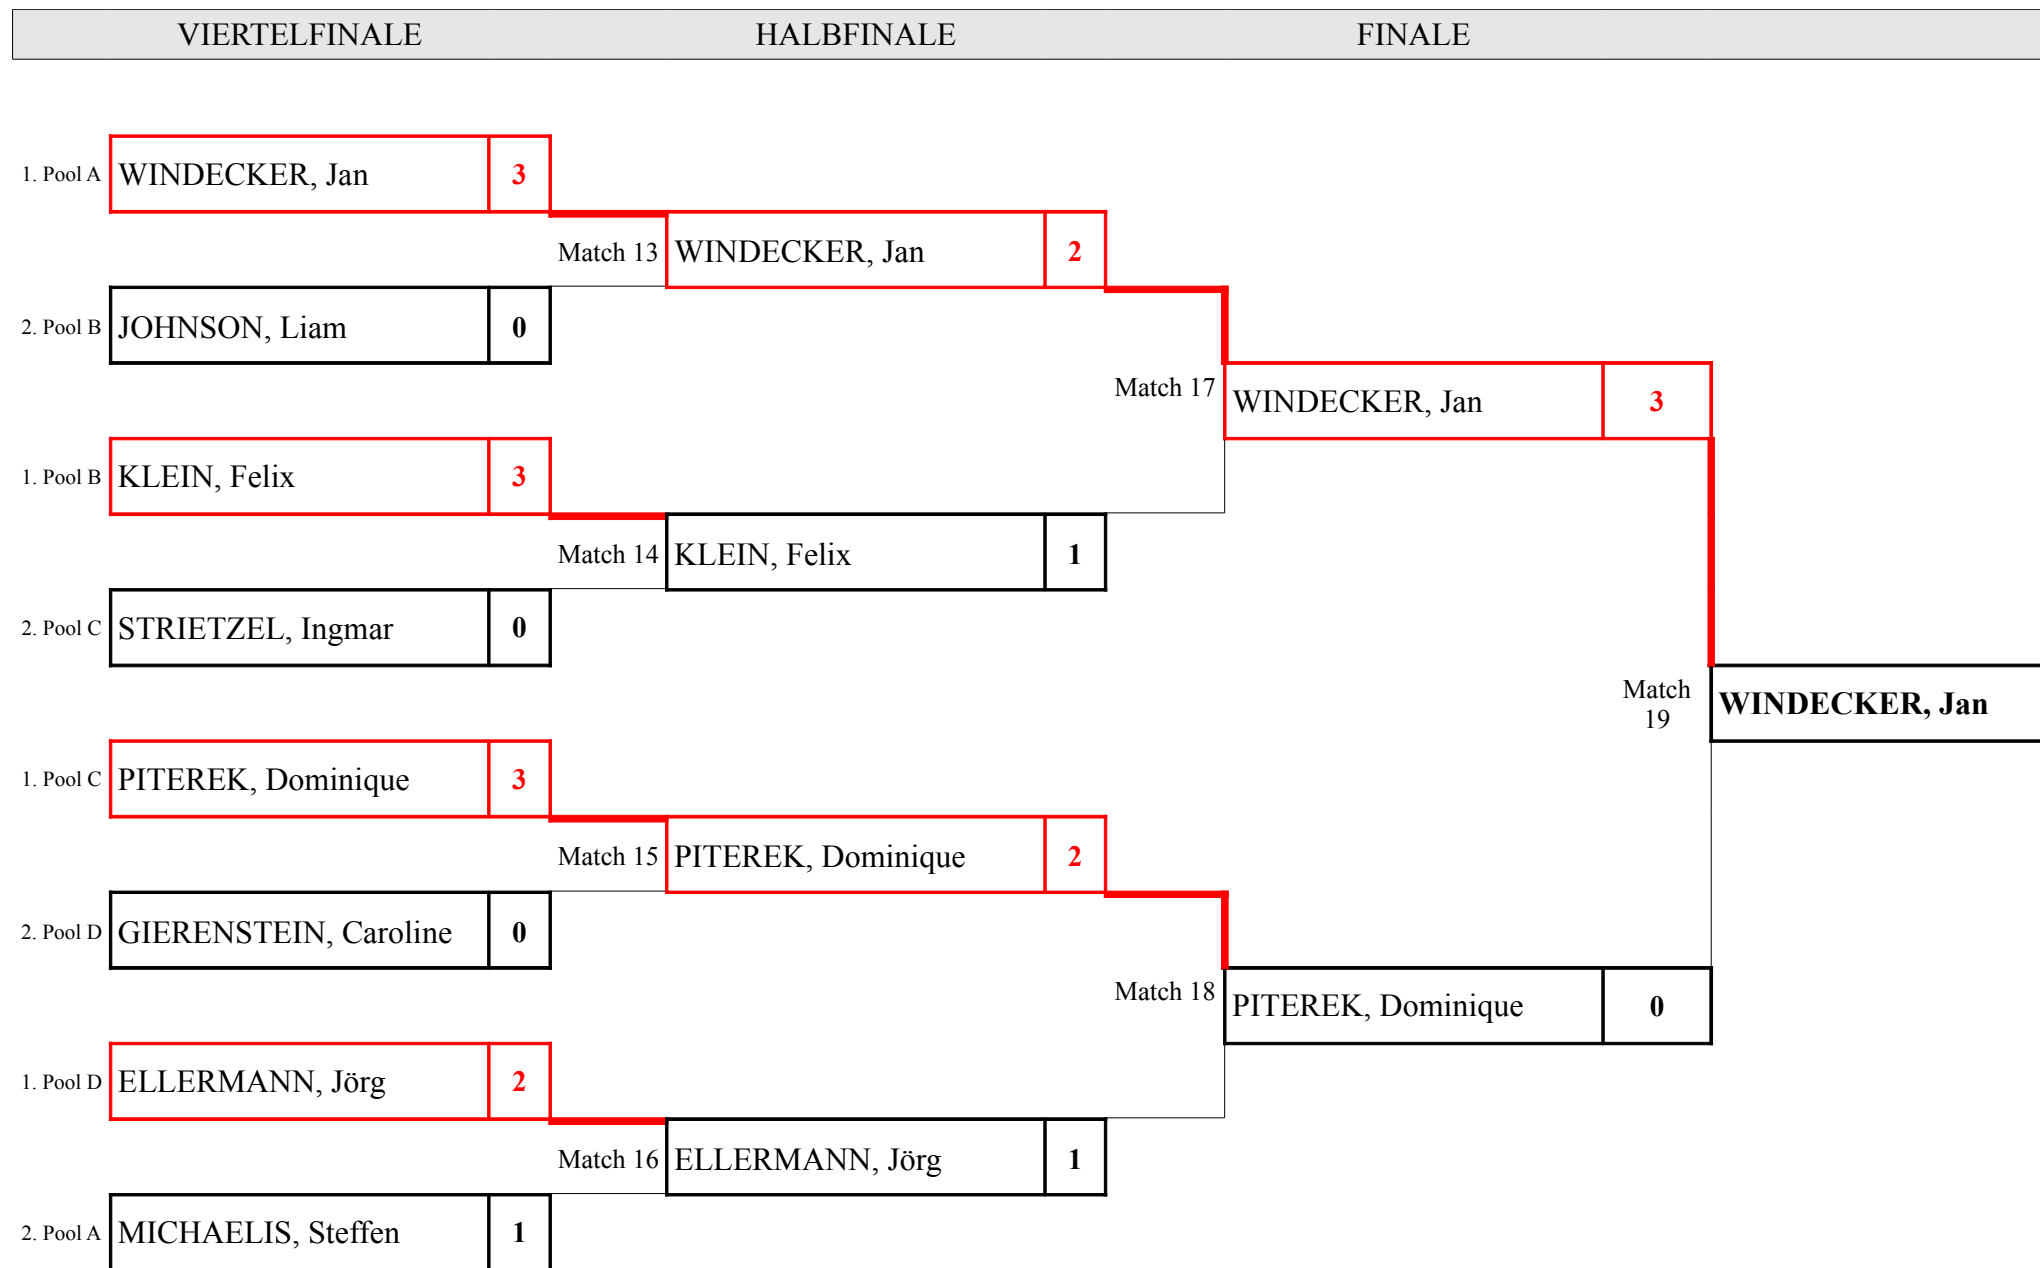 VIERTELFINALE HALBFINALE FINALE
1. Pool A WINDECKER, Jan 3
Match 13 WINDECKER, Jan 2
2. Pool B JOHNSON, Liam 0
Match 17 WINDECKER, Jan 3
1. Pool B KLEIN, Felix 3
Match 14 KLEIN, Felix 1
2. Pool C STRIETZEL, Ingmar 0
Match
19
WINDECKER, Jan
1. Pool C PITEREK, Dominique 3
Match 15 PITEREK, Dominique 2
2. Pool D GIERENSTEIN, Caroline 0
Match 18 PITEREK, Dominique 0
1. Pool D ELLERMANN, Jörg 2
Match 16 ELLERMANN, Jörg 1
2. Pool A MICHAELIS, Steffen 1